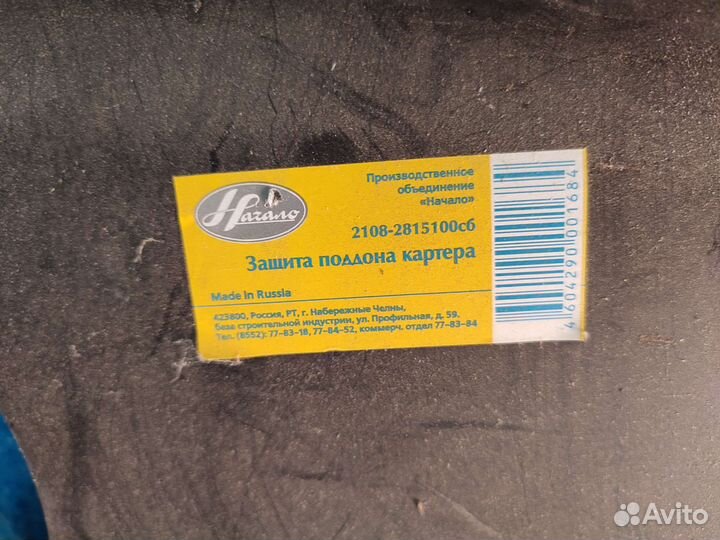 Начало
Производственное
объединение
«Начало»
2108-2815100сб
Защита поддона картера
Made in Russia
423800, Россия, РТ, г. Набережные Челны,
база строительной индустрии, ул. Профильная, д. 59.
Тел. (8552): 77-83-18, 77-84-52, коммерч. отдел 77-83-84
4604290001684
Avito